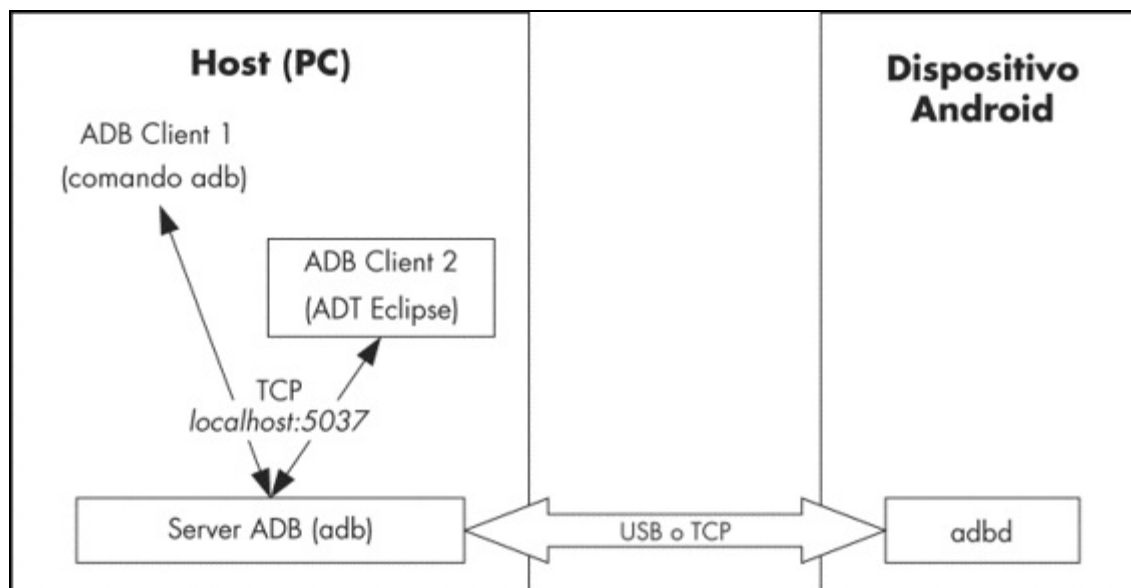 Host (PC)
Dispositivo
Android
ADB Client 1
(comando adb)
ADB Client 2
(ADT Eclipse)
TCP
localhost:5037
Server ADB (adb)
USB o TCP
adbd